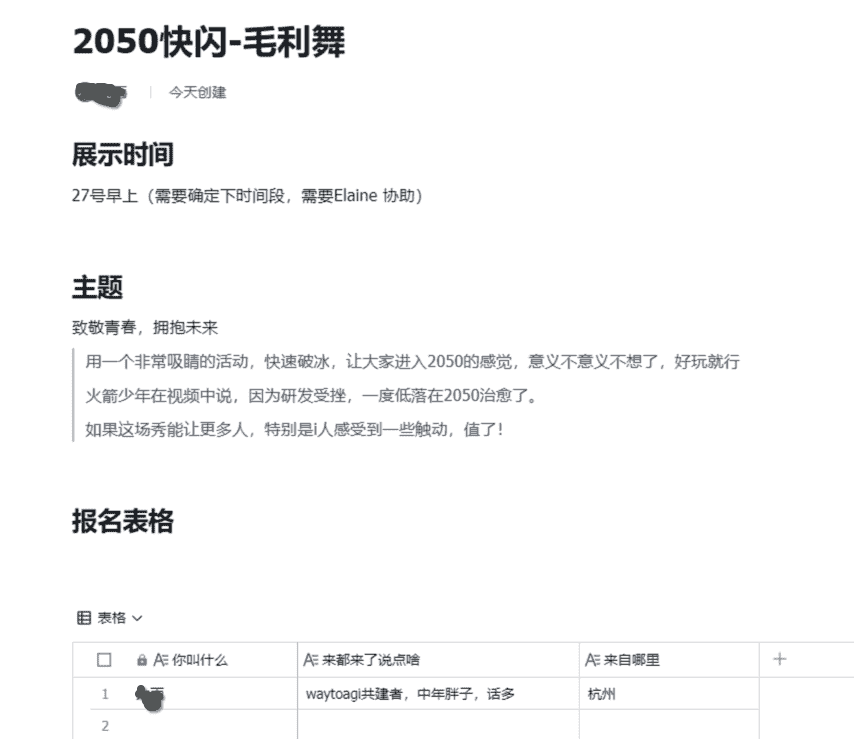 2050快闪-毛利舞
今天创建
展示时间
27号早上（需要确定下时间段，需要Elaine 协助）
主题
致敬青春，拥抱未来
用一个非常吸睛的活动，快速破冰，让大家进入2050的感觉，意义不意义不想了，好玩就行
火箭少年在视频中说，因为研发受挫，一度低落在2050治愈了。
如果这场秀能让更多人，特别是i人感受到一些触动，值了！
报名表格
表格
你叫什么 来都来了说点啥 来自哪里
1 waytoagi共建者，中年胖子，话多 杭州
2